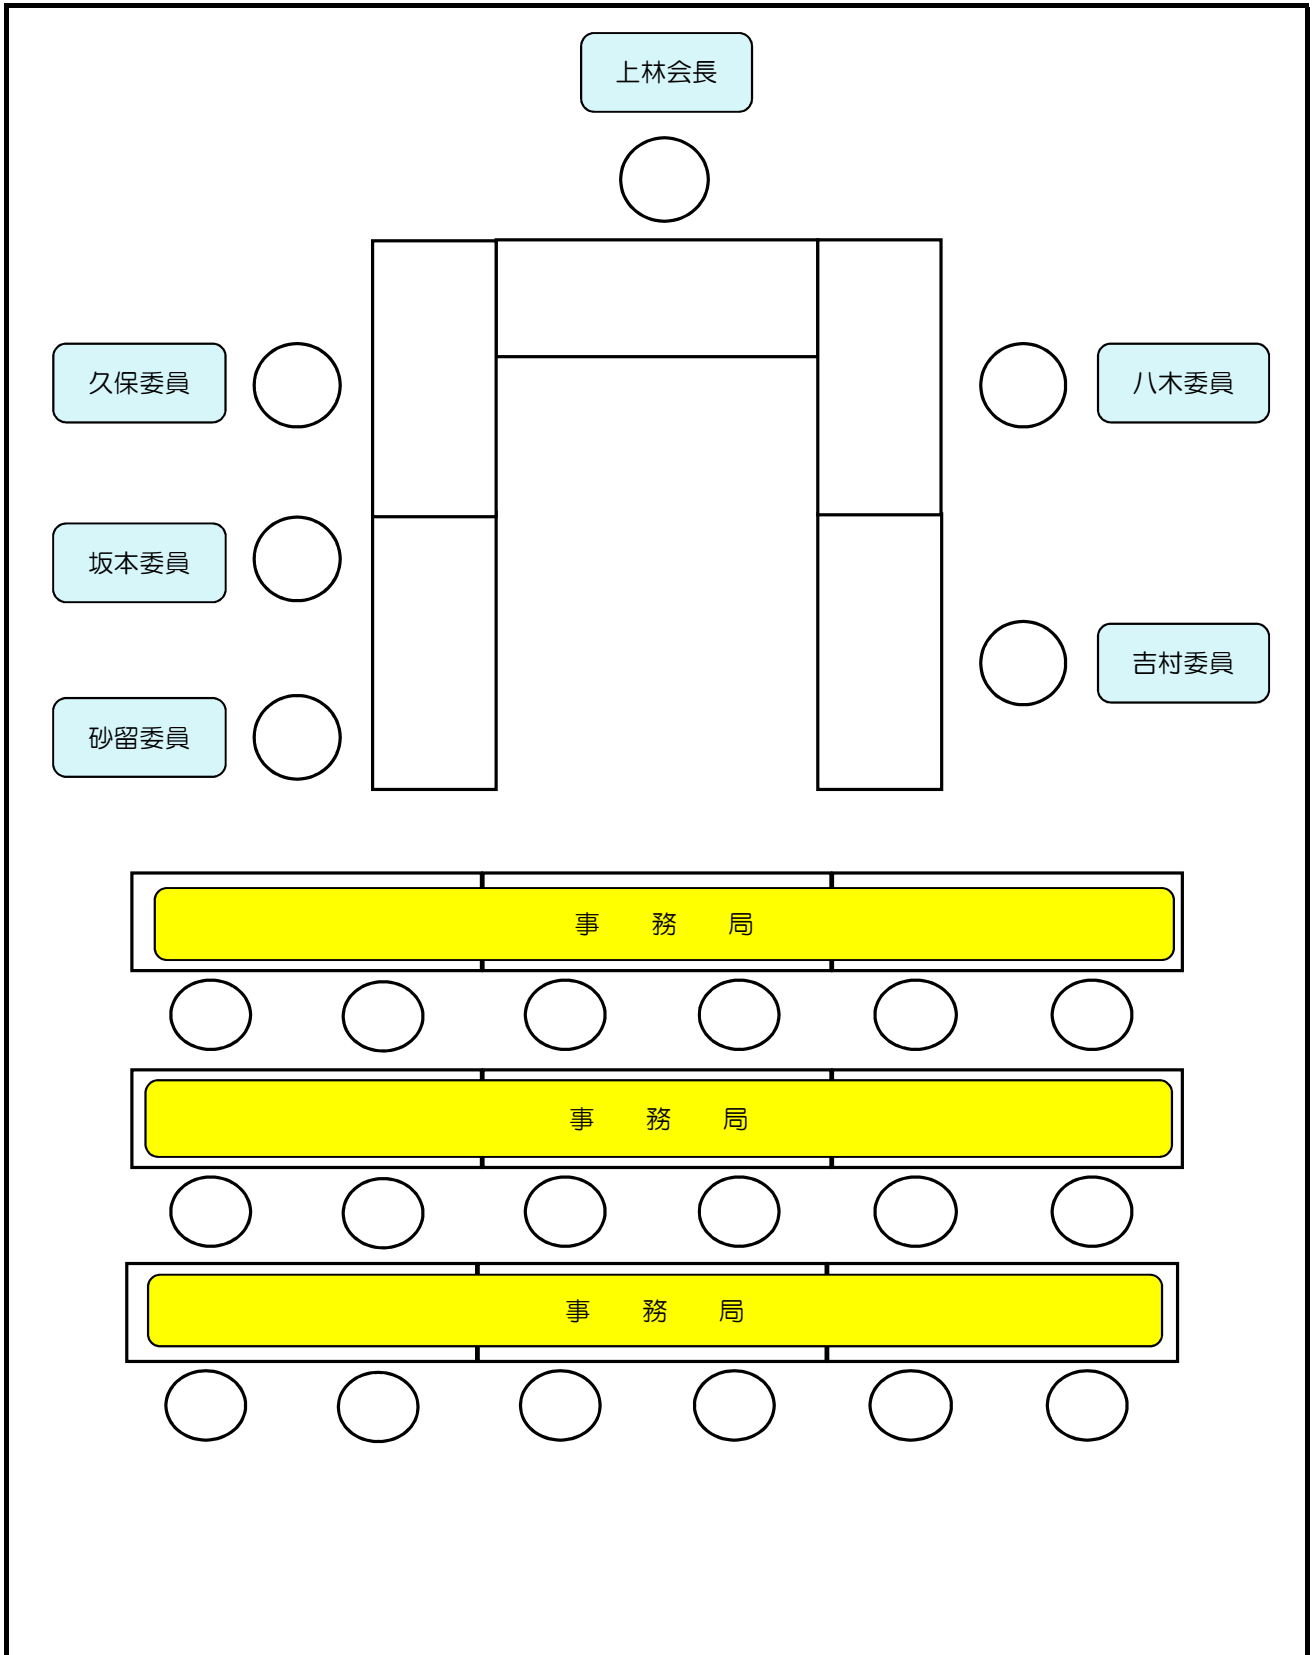 上林会長
久保委員
八木委員
坂本委員
吉村委員
砂留委員
事　務　局
事　務　局
事　務　局